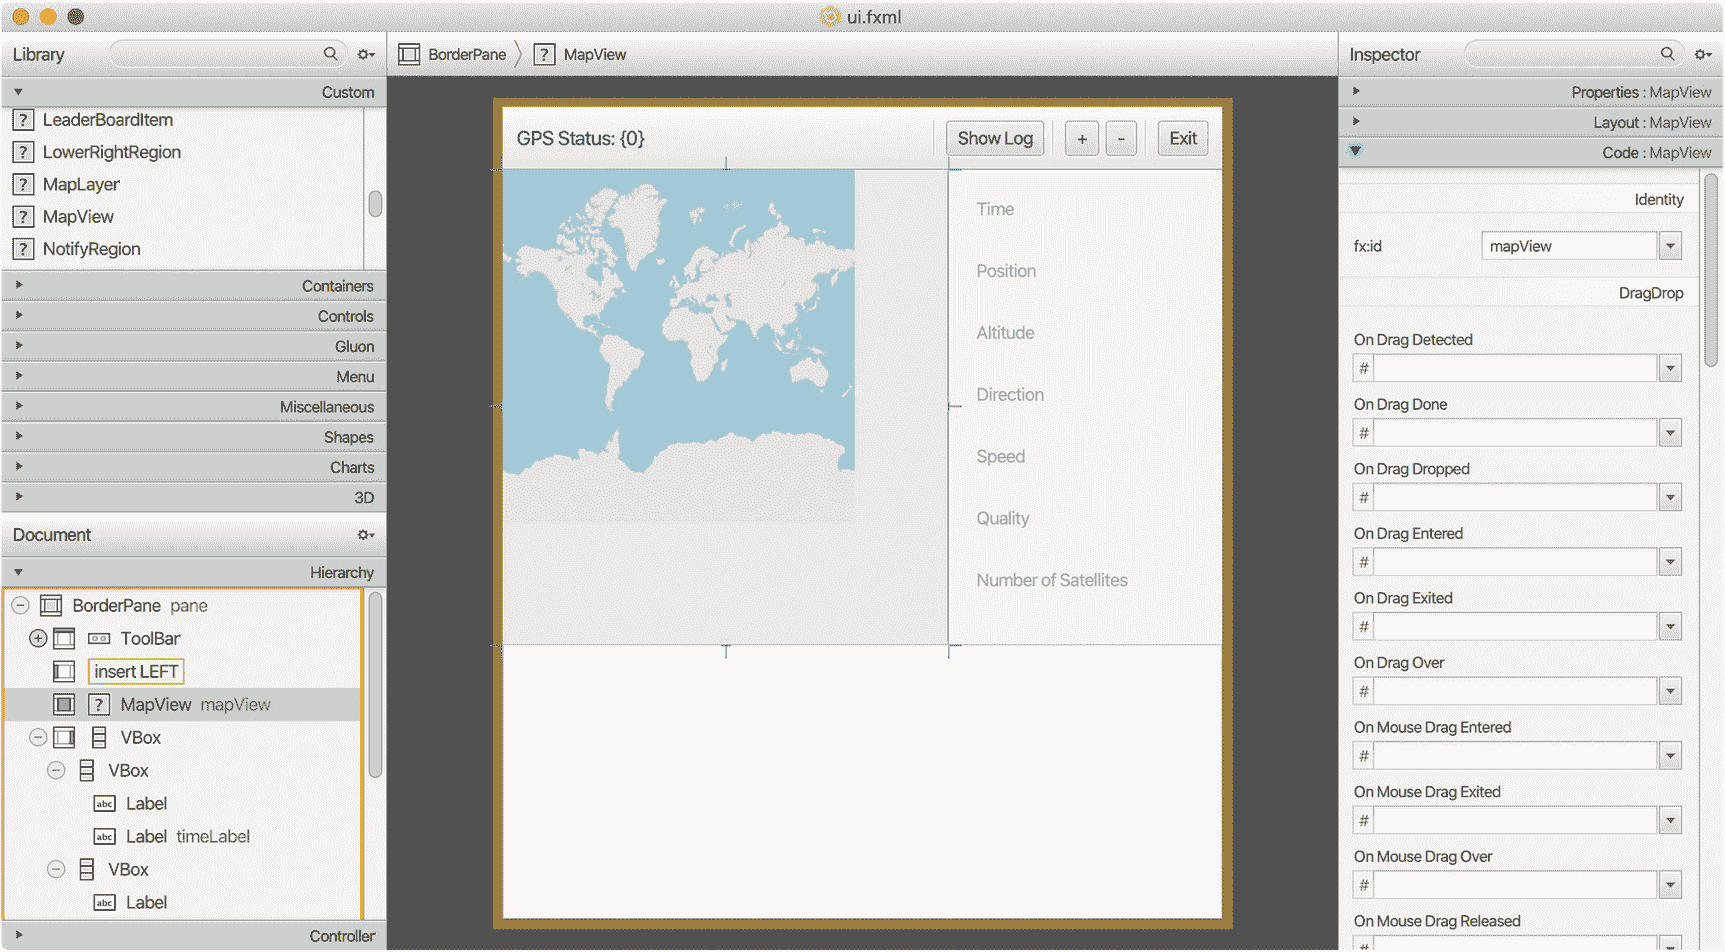 ui.fxml
Library
Custom
? LeaderBoardItem
? LowerRightRegion
? MapLayer
? MapView
? NotifyRegion
Containers
Controls
Gluon
Menu
Miscellaneous
Shapes
Charts
3D
Document
Hierarchy
BorderPane pane
ToolBar
insert LEFT
? MapView mapView
VBox
VBox
abc Label
abc Label timeLabel
VBox
abc Label
Controller
BorderPane ? MapView
GPS Status: {0} Show Log + - Exit
Time
Position
Altitude
Direction
Speed
Quality
Number of Satellites
Inspector
Properties : MapView
Layout : MapView
Code : MapView
Identity
fx:id mapView
DragDrop
On Drag Detected
#
On Drag Done
#
On Drag Dropped
#
On Drag Entered
#
On Drag Exited
#
On Drag Over
#
On Mouse Drag Entered
#
On Mouse Drag Exited
#
On Mouse Drag Over
#
On Mouse Drag Released
#